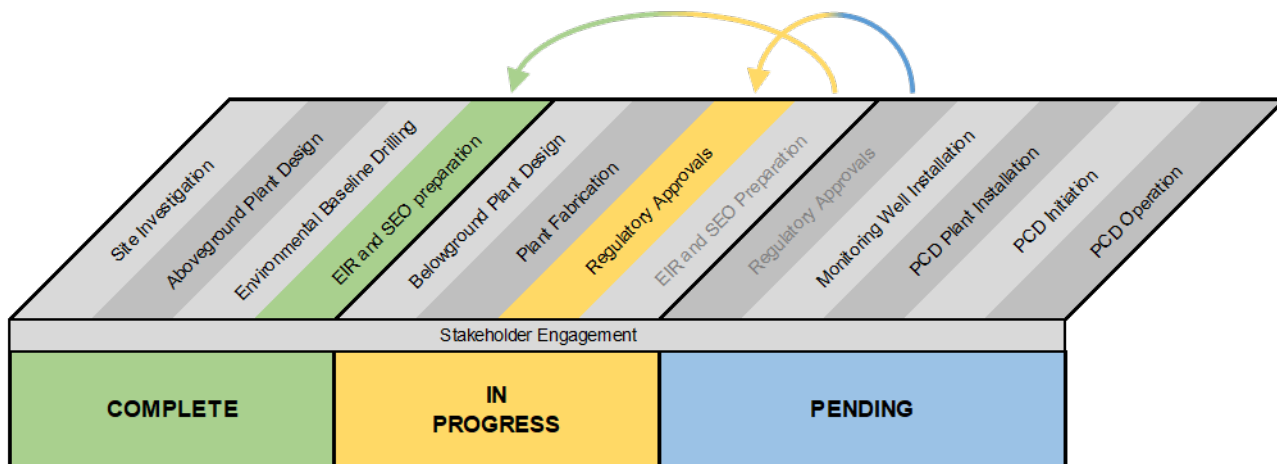 Site Investigation
Aboveground Plant Design
Environmental Baseline Drilling
EIR and SEO preparation
Belowground Plant Design
Plant Fabrication
Regulatory Approvals
EIR and SEO Preparation
Regulatory Approvals
Monitoring Well Installation
PCD Plant Installation
PCD Initiation
PCD Operation
Stakeholder Engagement
COMPLETE
IN
PROGRESS
PENDING